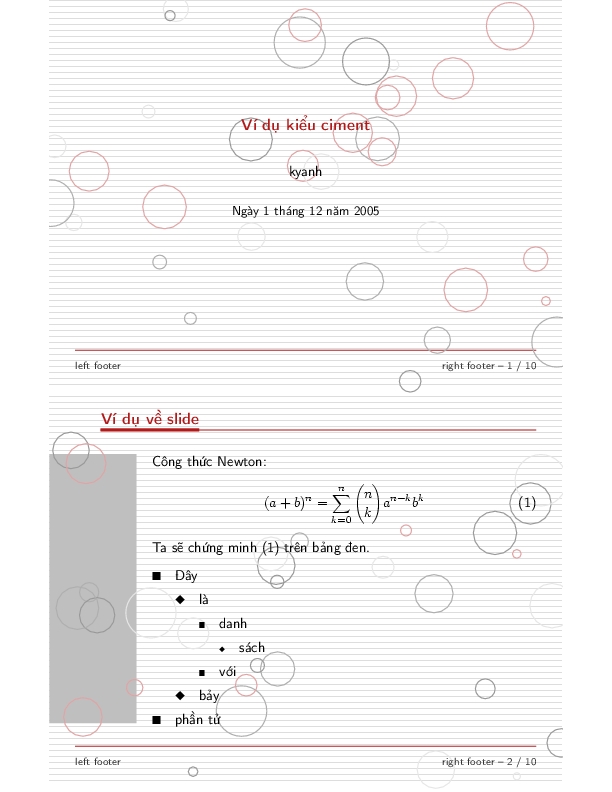 Ví dụ kiểu ciment
kyanh
Ngày 1 tháng 12 năm 2005
left footer
right footer – 1 / 10
Ví dụ về slide
Công thức Newton:
(a + b)^n = \sum_{k=0}^{n} \binom{n}{k} a^{n-k} b^k (1)
Ta sẽ chứng minh (1) trên bảng đen.
■ Dây
◆ là
■ danh
◆ sách
■ với
◆ bảy
■ phần tử
left footer
right footer – 2 / 10